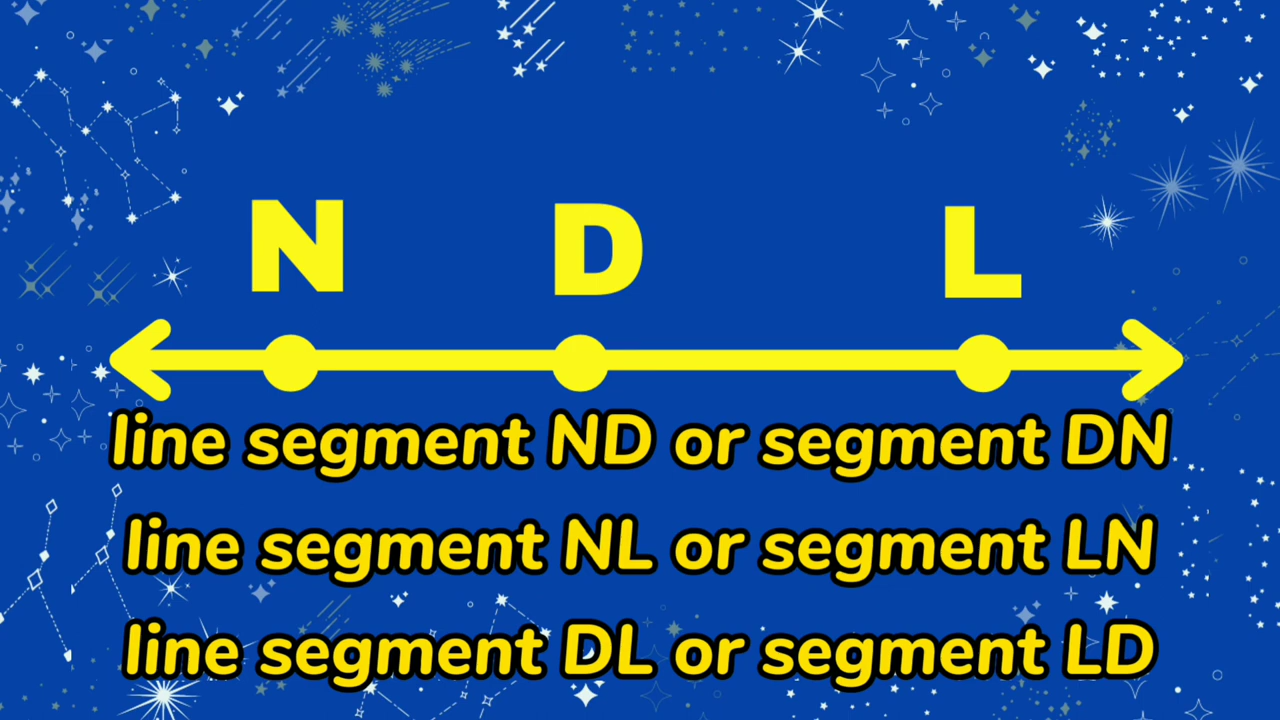 N D L
line segment ND or segment DN
line segment NL or segment LN
line segment DL or segment LD